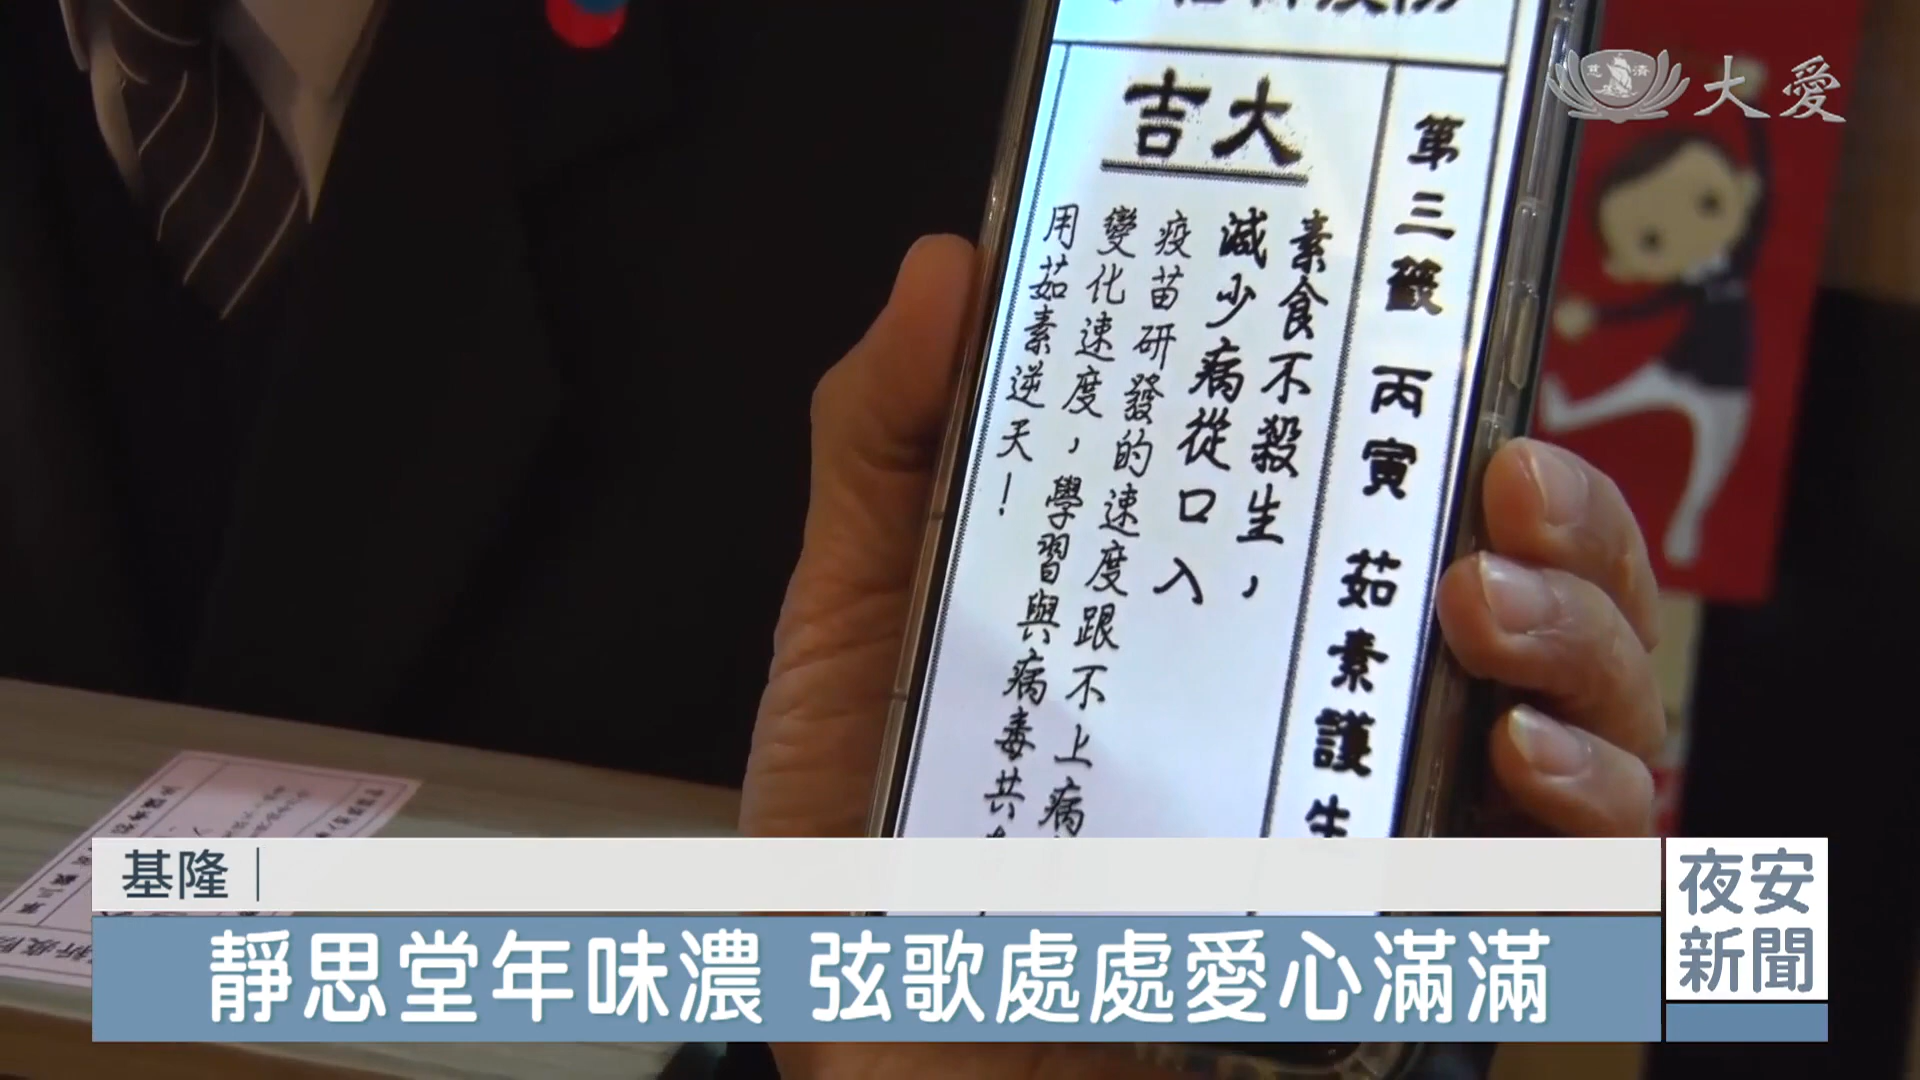 慈濟
大愛
第三籤 丙寅 茹素護生
大吉
素食不殺生，
減少病從口入
疫苗研發的速度跟不上病
變化速度，學習與病毒共
用茹素逆天！
基隆
靜思堂年味濃 弦歌處處愛心滿滿
夜安
新聞